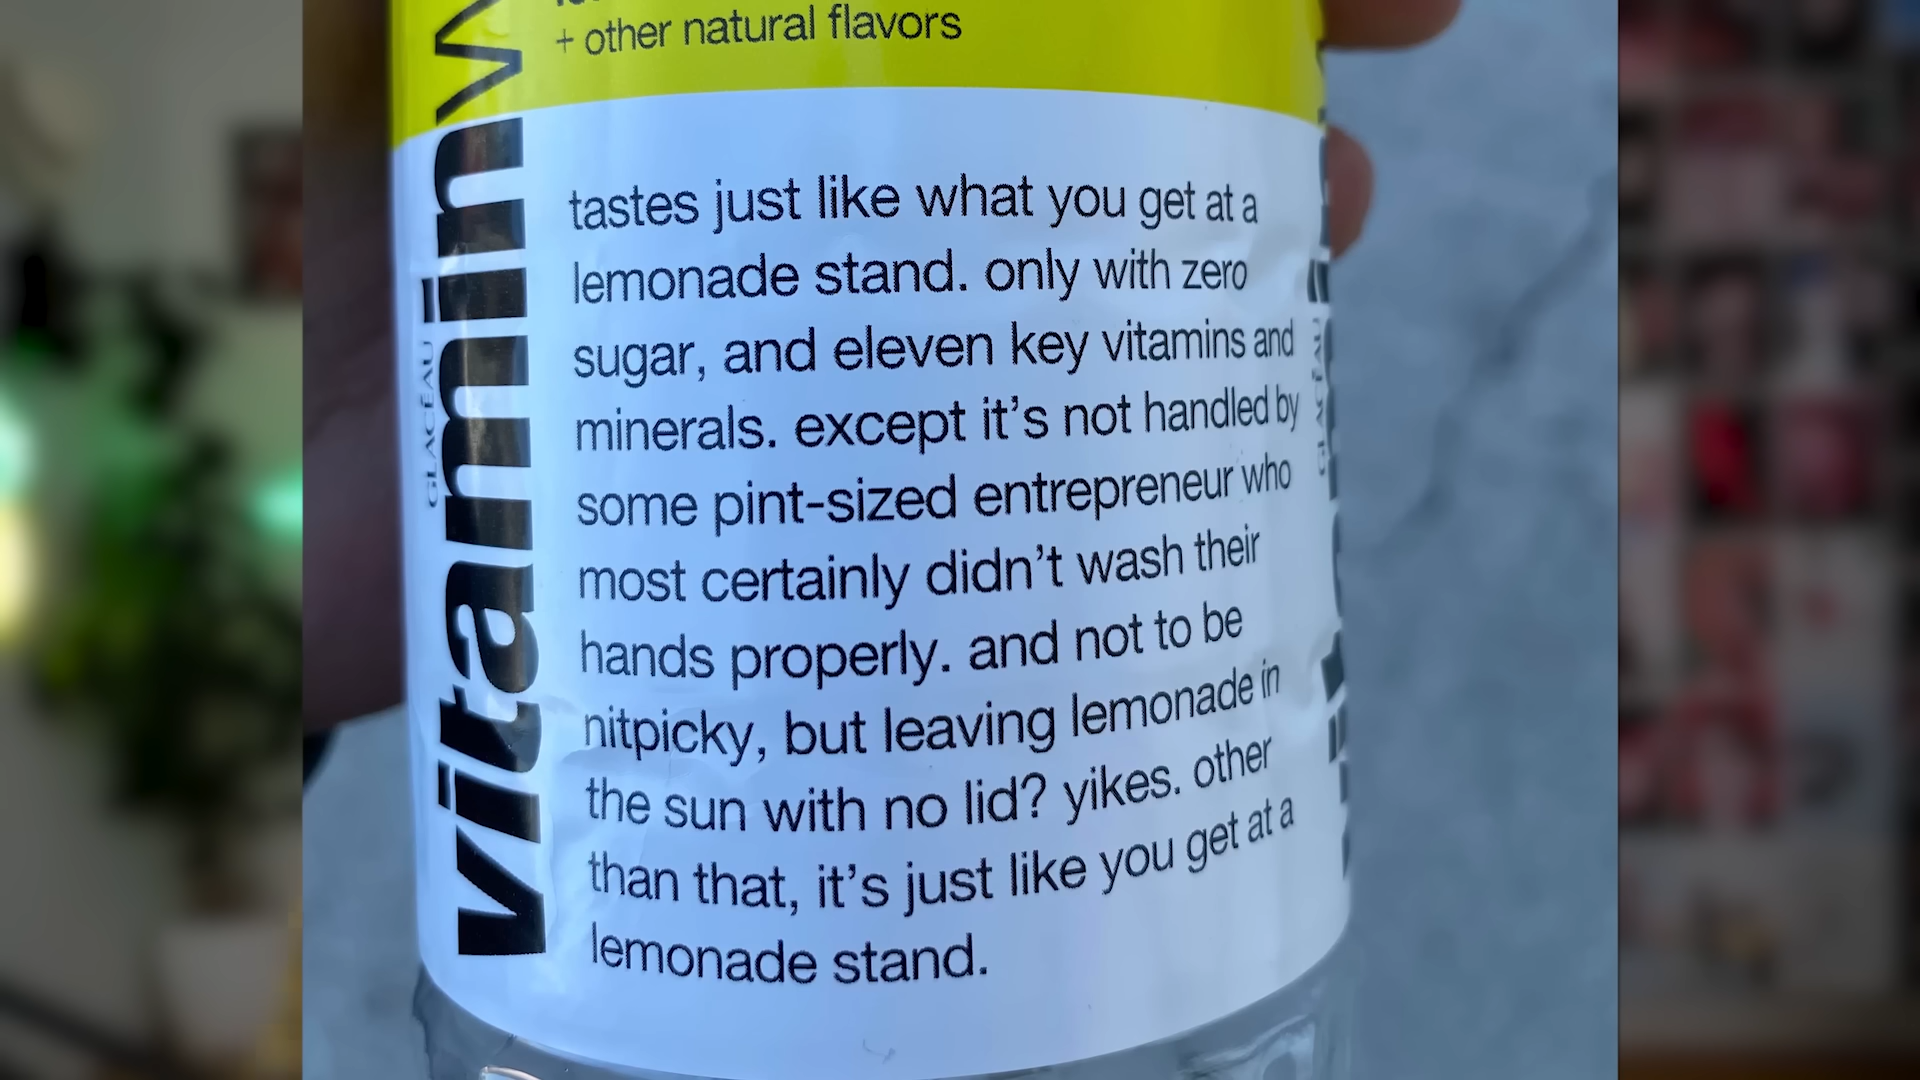 + other natural flavors
vitaminw
GLACÉAU
tastes just like what you get at a
lemonade stand. only with zero
sugar, and eleven key vitamins and
minerals. except it's not handled by
some pint-sized entrepreneur who
most certainly didn't wash their
hands properly. and not to be
nitpicky, but leaving lemonade in
the sun with no lid? yikes. other
than that, it's just like you get at a
lemonade stand.